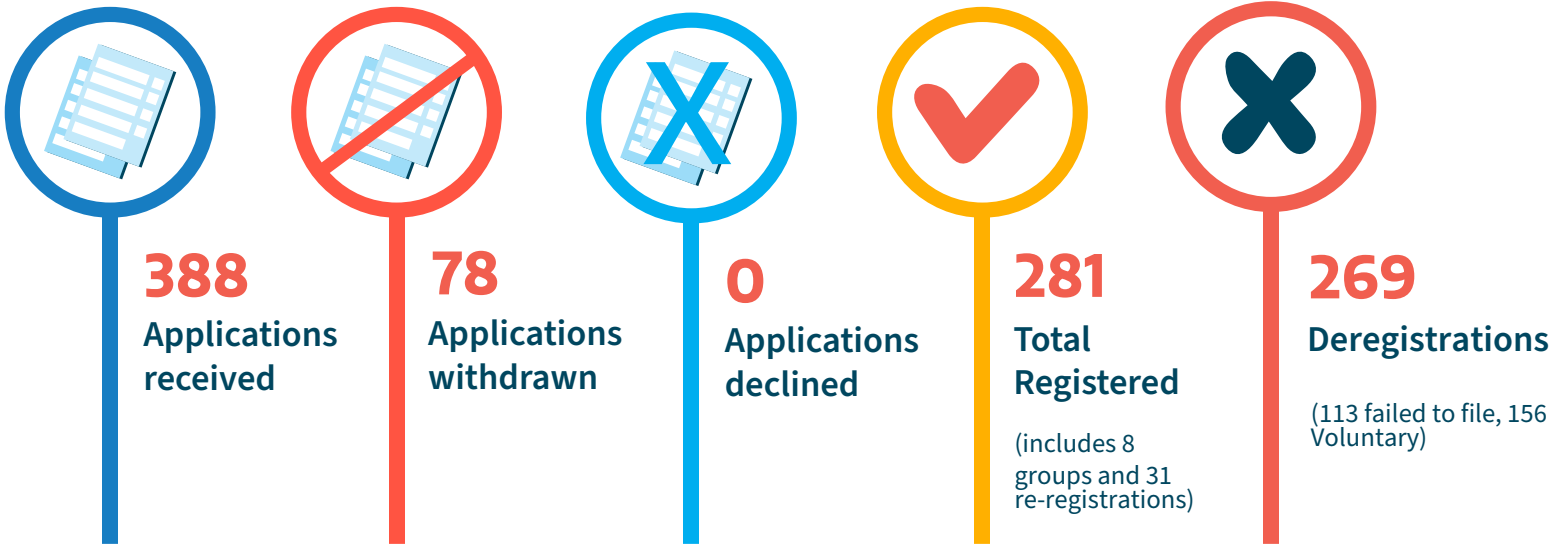 388
Applications
received
78
Applications
withdrawn
X
0
Applications
declined
281
Total
Registered
(includes 8
groups and 31
re-registrations)
269
Deregistrations
(113 failed to file, 156
Voluntary)